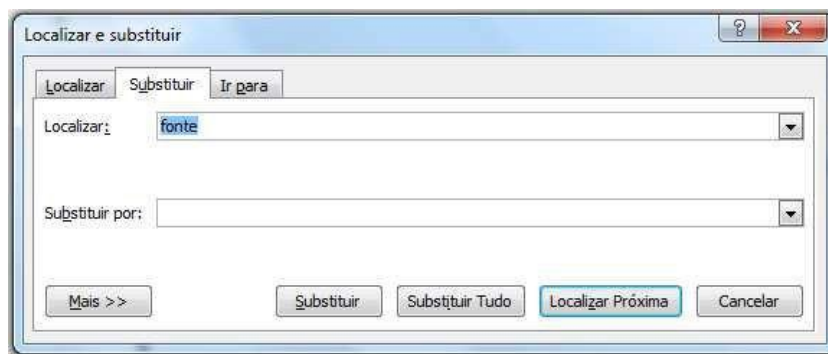 Localizar e substituir
Localizar Substituir Ir para
Localizar: fonte
Substituir por:
Mais >> Substituir Substituir Tudo Localizar Próxima Cancelar